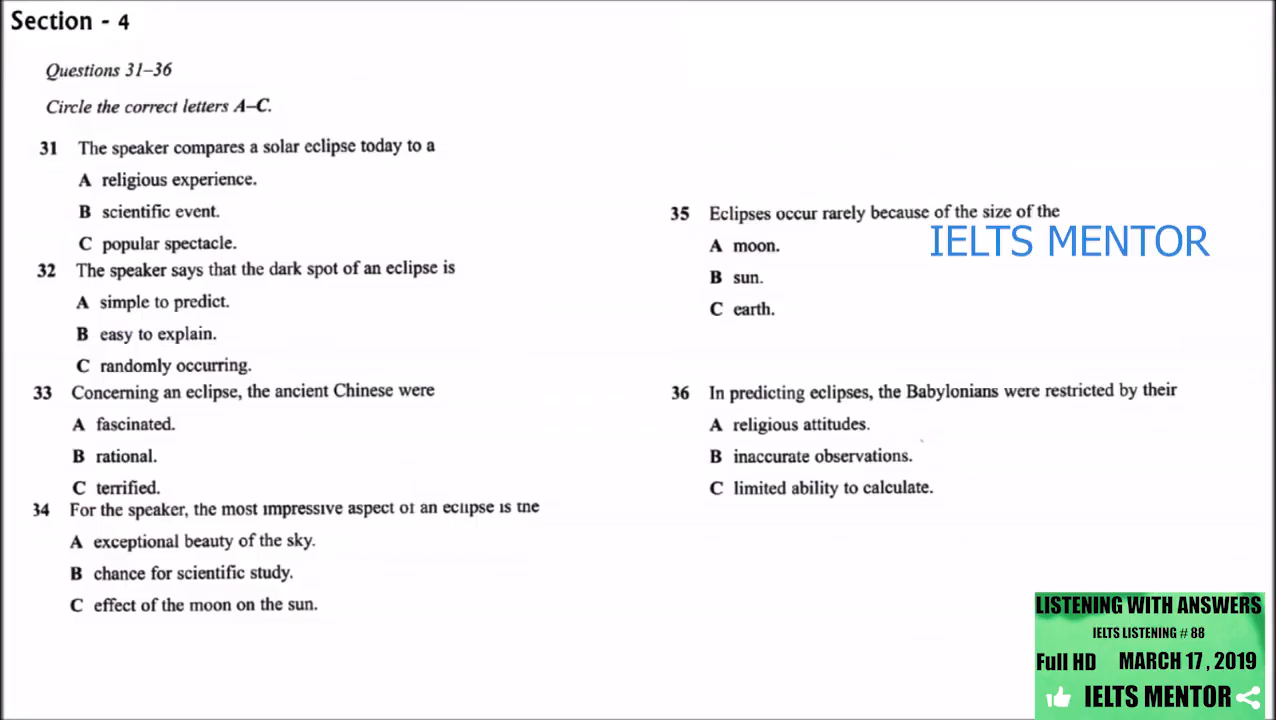 Section - 4
Questions 31–36
Circle the correct letters A–C.
31 The speaker compares a solar eclipse today to a
A religious experience.
B scientific event.
C popular spectacle.
32 The speaker says that the dark spot of an eclipse is
A simple to predict.
B easy to explain.
C randomly occurring.
33 Concerning an eclipse, the ancient Chinese were
A fascinated.
B rational.
C terrified.
34 For the speaker, the most impressive aspect of an eclipse is the
A exceptional beauty of the sky.
B chance for scientific study.
C effect of the moon on the sun.
35 Eclipses occur rarely because of the size of the
A moon.
B sun.
C earth.
IELTS MENTOR
36 In predicting eclipses, the Babylonians were restricted by their
A religious attitudes.
B inaccurate observations.
C limited ability to calculate.
LISTENING WITH ANSWERS
IELTS LISTENING # 88
Full HD MARCH 17, 2019
IELTS MENTOR